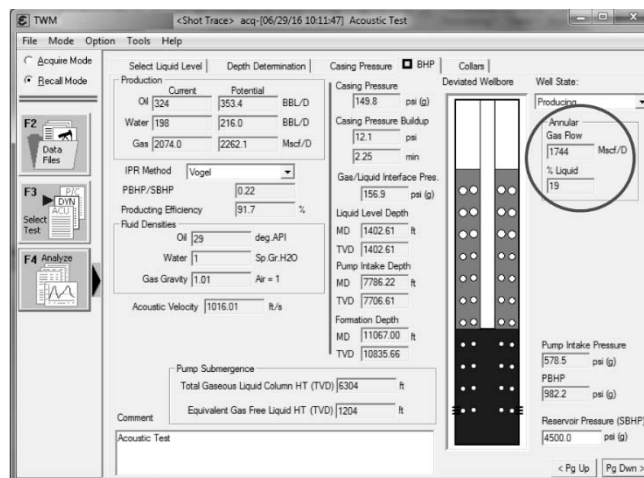 TWM <Shot Trace> acq-[06/29/16 10:11:47] Acoustic Test
File Mode Option Tools Help
Acquire Mode
Recall Mode
F2
Data Files
F3
P/C
DYN
ACU
Select Test
F4 Analyze
Select Liquid Level Depth Determination Casing Pressure BHP Collars
Production
Current Potential
Oil 324 353.4 BBL/D
Water 198 216.0 BBL/D
Gas 2074.0 2262.1 Mscf/D
IPR Method Vogel
PBHP/SBHP 0.22
Producting Efficiency 91.7 %
Fluid Densities
Oil 29 deg.API
Water 1 Sp.Gr.H2O
Gas Gravity 1.01 Air = 1
Acoustic Velocity 1016.01 ft/s
Casing Pressure
149.8 psi (g)
Casing Pressure Buildup
12.1 psi
2.25 min
Gas/Liquid Interface Pres.
156.9 psi (g)
Liquid Level Depth
MD 1402.61 ft
TVD 1402.61
Pump Intake Depth
MD 7786.22 ft
TVD 7706.61
Formation Depth
MD 11067.00 ft
TVD 10835.66
Pump Submergence
Total Gaseous Liquid Column HT (TVD) 6304 ft
Equivalent Gas Free Liquid HT (TVD) 1204 ft
Comment
Acoustic Test
Deviated Wellbore
Well State:
Producing
Annular
Gas Flow
1744 Mscf/D
% Liquid
19
Pump Intake Pressure
578.5 psi (g)
PBHP
982.2 psi (g)
Reservoir Pressure (SBHP)
4500.0 psi (g)
< Pg Up Pg Dwn >